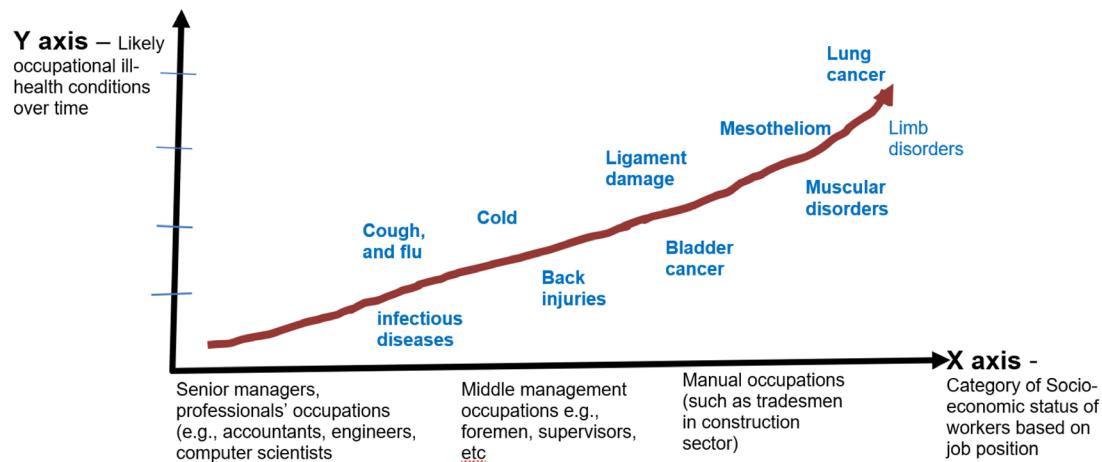 Y axis – Likely
occupational ill-
health conditions
over time
Lung
cancer
Mesotheliom
Limb
disorders
Ligament
damage
Muscular
disorders
Cold
Cough,
and flu
Bladder
cancer
Back
injuries
infectious
diseases
Senior managers,
professionals’ occupations
(e.g., accountants, engineers,
computer scientists
Middle management
occupations e.g.,
foremen, supervisors,
etc
Manual occupations
(such as tradesmen
in construction
sector)
X axis -
Category of Socio-
economic status of
workers based on
job position